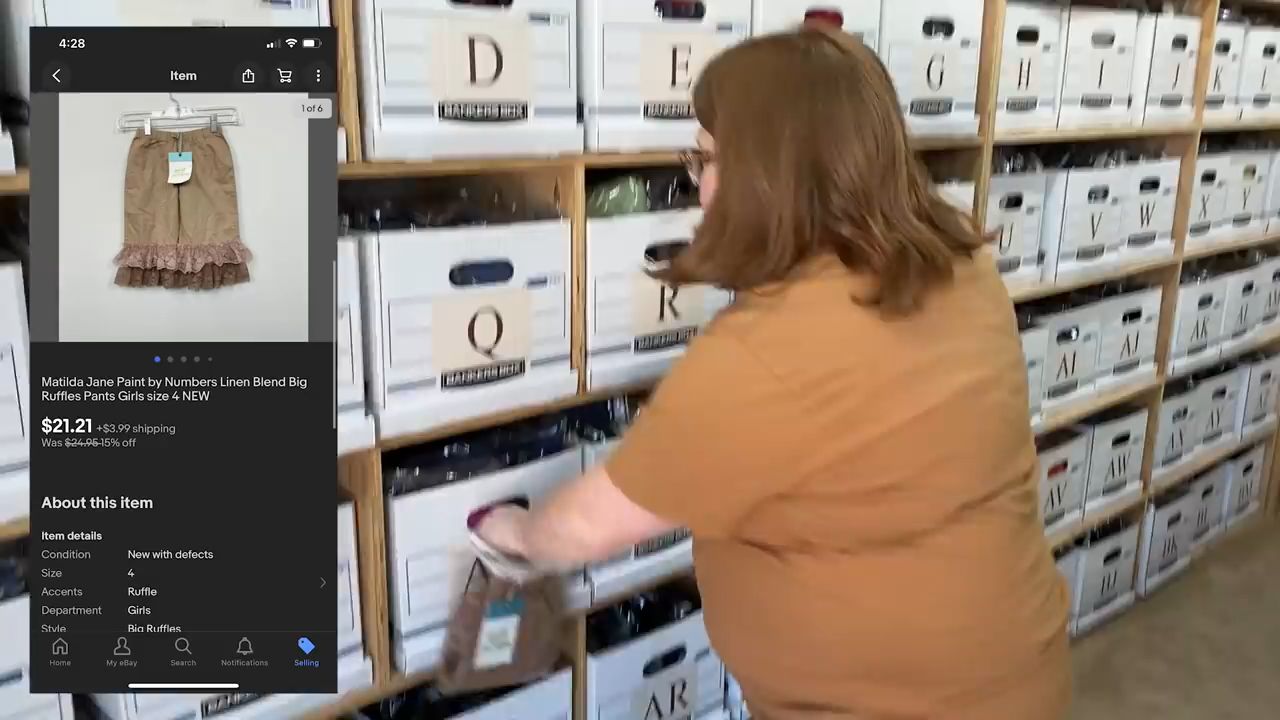 4:28
Item
1 of 6
Matilda Jane Paint by Numbers Linen Blend Big
Ruffles Pants Girls size 4 NEW
$21.21 +$3.99 shipping
Was $24.95 15% off
About this item
Item details
Condition New with defects
Size 4
Accents Ruffle
Department Girls
Style Big Ruffles
Home My eBay Search Notifications Selling
D E G H I J K L
Q R U V W X Y
AI AJ AK
AV AW
AR
BANKERS BOX